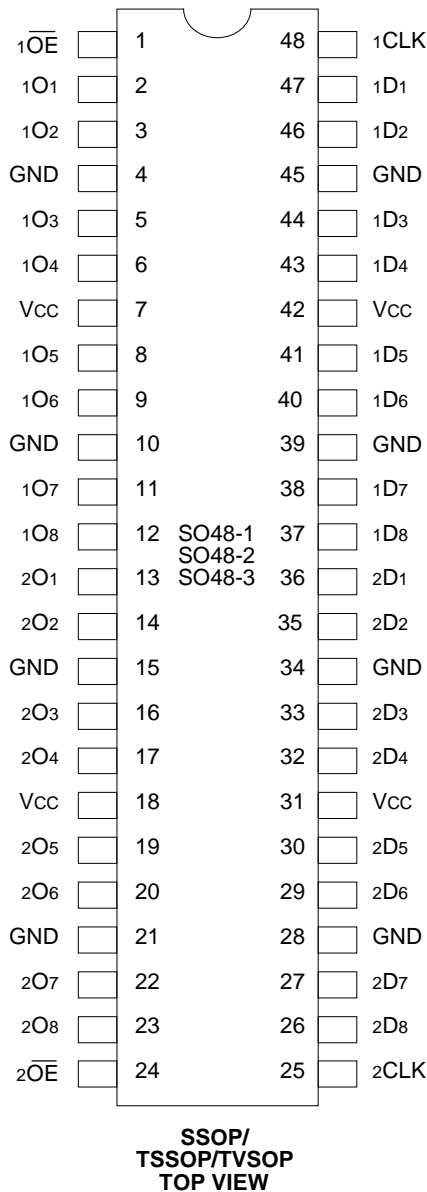 1OE 1 48 1CLK
1O1 2 47 1D1
1O2 3 46 1D2
GND 4 45 GND
1O3 5 44 1D3
1O4 6 43 1D4
VCC 7 42 VCC
1O5 8 41 1D5
1O6 9 40 1D6
GND 10 39 GND
1O7 11 38 1D7
1O8 12 SO48-1 37 1D8
SO48-2
2O1 13 SO48-3 36 2D1
2O2 14 35 2D2
GND 15 34 GND
2O3 16 33 2D3
2O4 17 32 2D4
VCC 18 31 VCC
2O5 19 30 2D5
2O6 20 29 2D6
GND 21 28 GND
2O7 22 27 2D7
2O8 23 26 2D8
2OE 24 25 2CLK
SSOP/
TSSOP/TVSOP
TOP VIEW